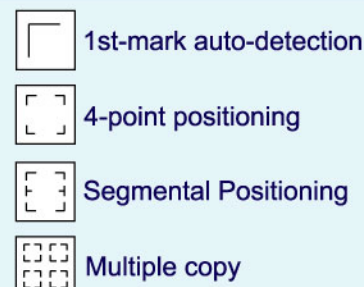 1st-mark auto-detection
4-point positioning
Segmental Positioning
Multiple copy